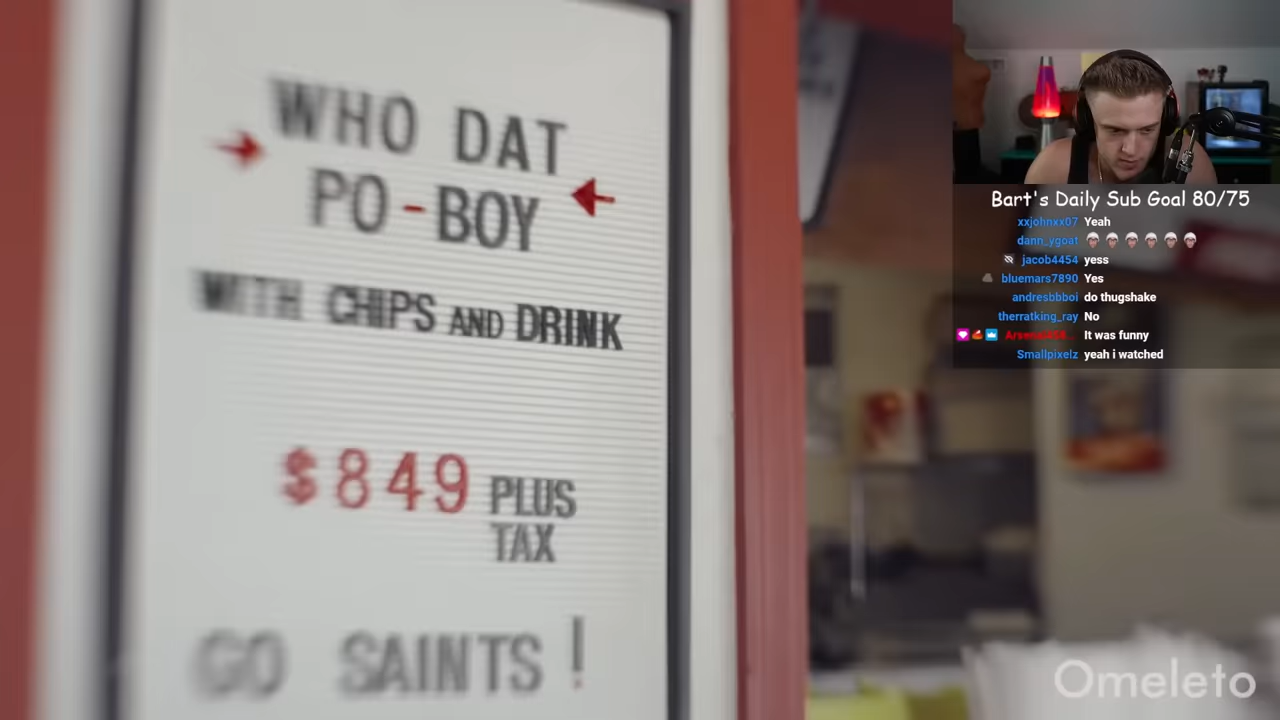 WHO DAT
PO-BOY
WITH CHIPS AND DRINK
$849 PLUS
TAX
GO SAINTS!
Bart's Daily Sub Goal 80/75
xxjohnxx07 Yeah
dann_ygoat
jacob4454 yess
bluemars7890 Yes
andresbbboi do thugshake
therratking_ray No
It was funny
Smallpixelz yeah i watched
Omeleto